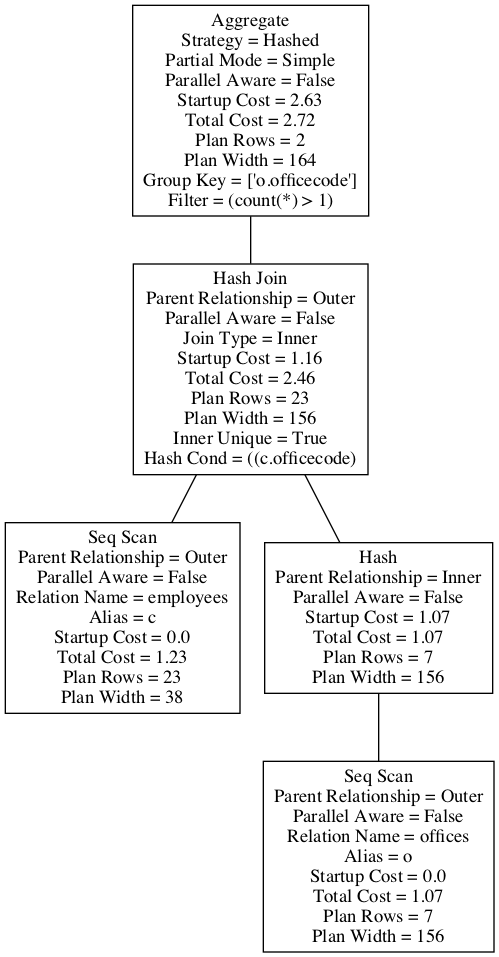 Aggregate
Strategy = Hashed
Partial Mode = Simple
Parallel Aware = False
Startup Cost = 2.63
Total Cost = 2.72
Plan Rows = 2
Plan Width = 164
Group Key = ['o.officecode']
Filter = (count(*) > 1)
Hash Join
Parent Relationship = Outer
Parallel Aware = False
Join Type = Inner
Startup Cost = 1.16
Total Cost = 2.46
Plan Rows = 23
Plan Width = 156
Inner Unique = True
Hash Cond = ((c.officecode)
Seq Scan
Parent Relationship = Outer
Parallel Aware = False
Relation Name = employees
Alias = c
Startup Cost = 0.0
Total Cost = 1.23
Plan Rows = 23
Plan Width = 38
Hash
Parent Relationship = Inner
Parallel Aware = False
Startup Cost = 1.07
Total Cost = 1.07
Plan Rows = 7
Plan Width = 156
Seq Scan
Parent Relationship = Outer
Parallel Aware = False
Relation Name = offices
Alias = o
Startup Cost = 0.0
Total Cost = 1.07
Plan Rows = 7
Plan Width = 156